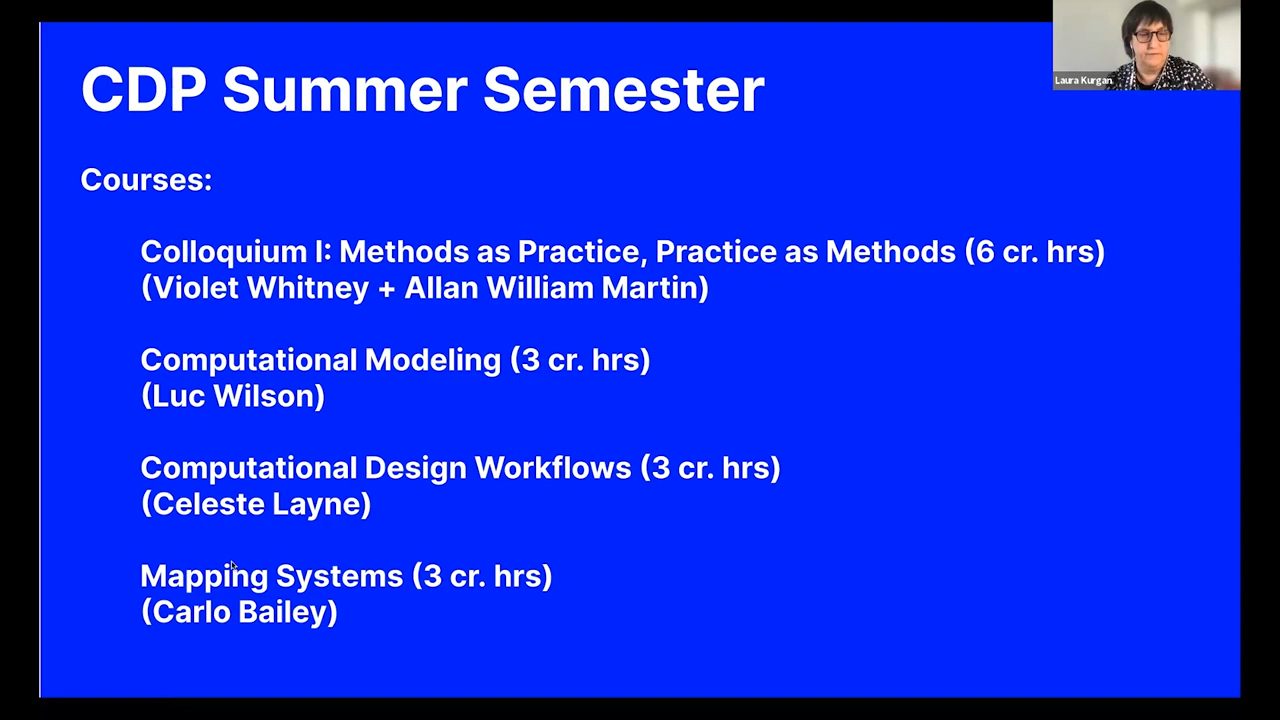 CDP Summer Semester
Laura Kurgan
Courses:
Colloquium I: Methods as Practice, Practice as Methods (6 cr. hrs)
(Violet Whitney + Allan William Martin)
Computational Modeling (3 cr. hrs)
(Luc Wilson)
Computational Design Workflows (3 cr. hrs)
(Celeste Layne)
Mapping Systems (3 cr. hrs)
(Carlo Bailey)